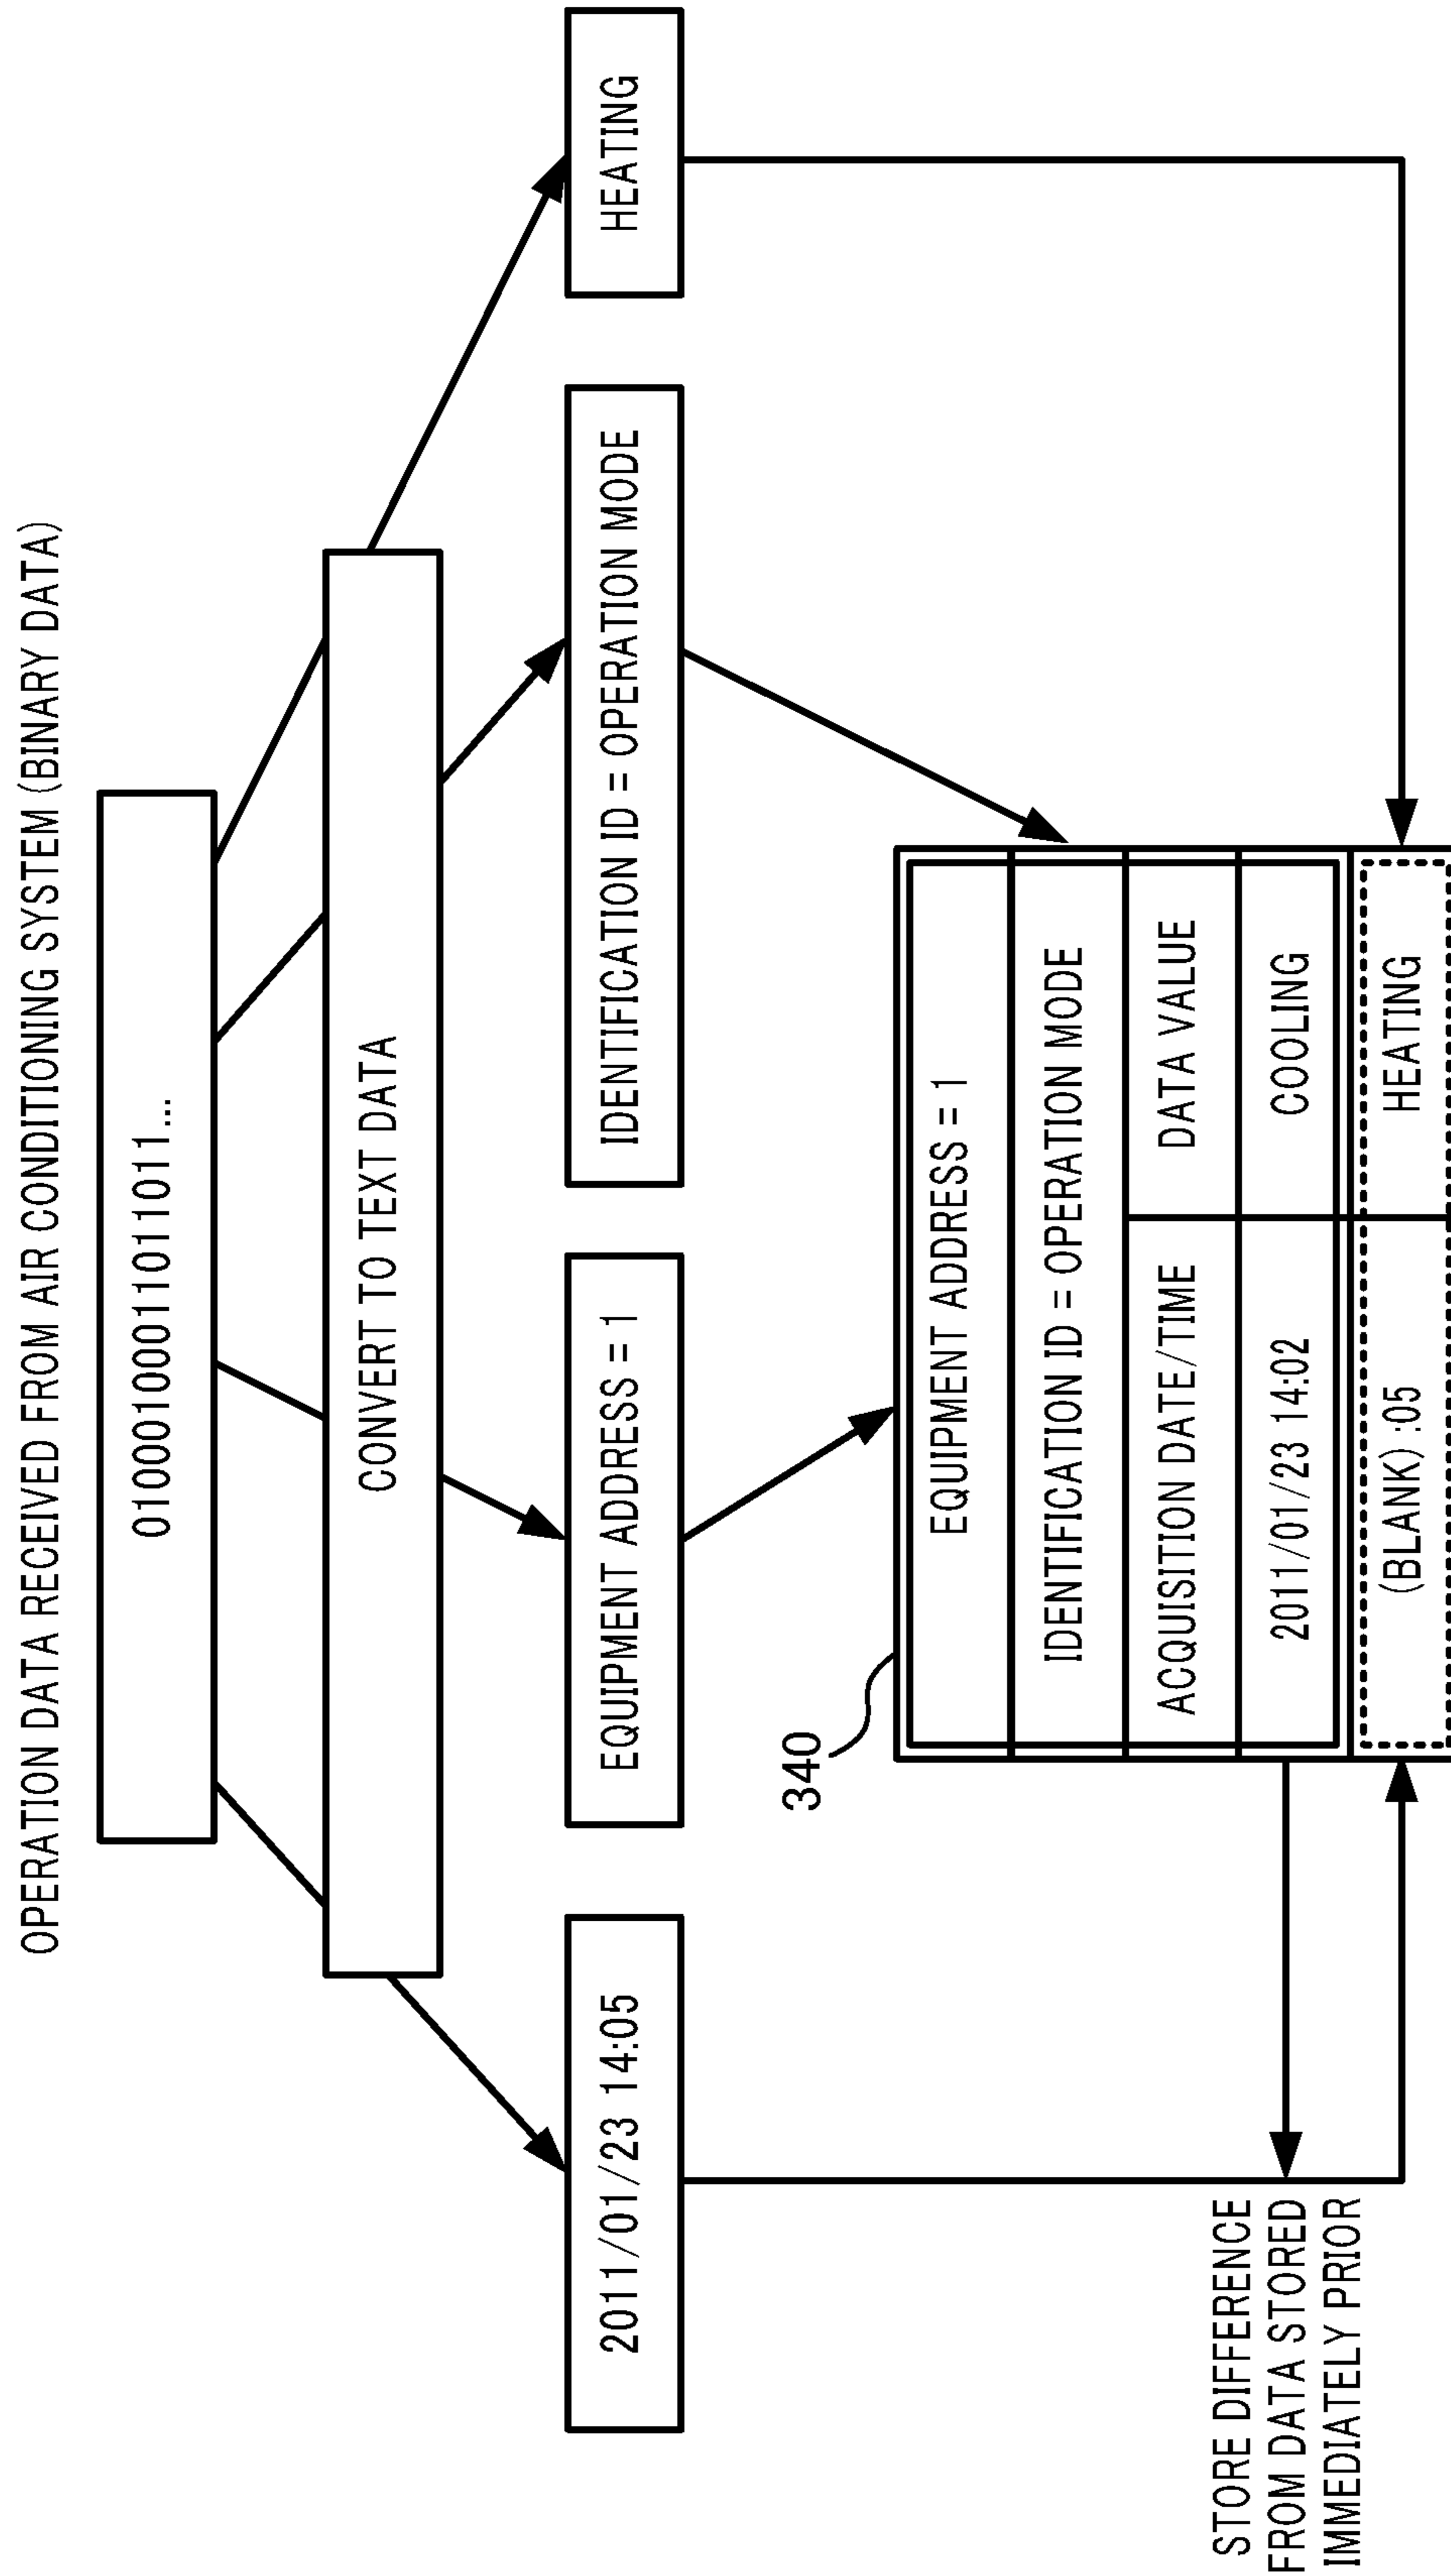 OPERATION DATA RECEIVED FROM AIR CONDITIONING SYSTEM (BINARY DATA)
0100010001101011011...
CONVERT TO TEXT DATA
2011/01/23 14:05
EQUIPMENT ADDRESS = 1
IDENTIFICATION ID = OPERATION MODE
HEATING
340
EQUIPMENT ADDRESS = 1
IDENTIFICATION ID = OPERATION MODE
ACQUISITION DATE/TIME DATA VALUE
2011/01/23 14:02 COOLING
(BLANK) :05 HEATING
STORE DIFFERENCE
FROM DATA STORED
IMMEDIATELY PRIOR